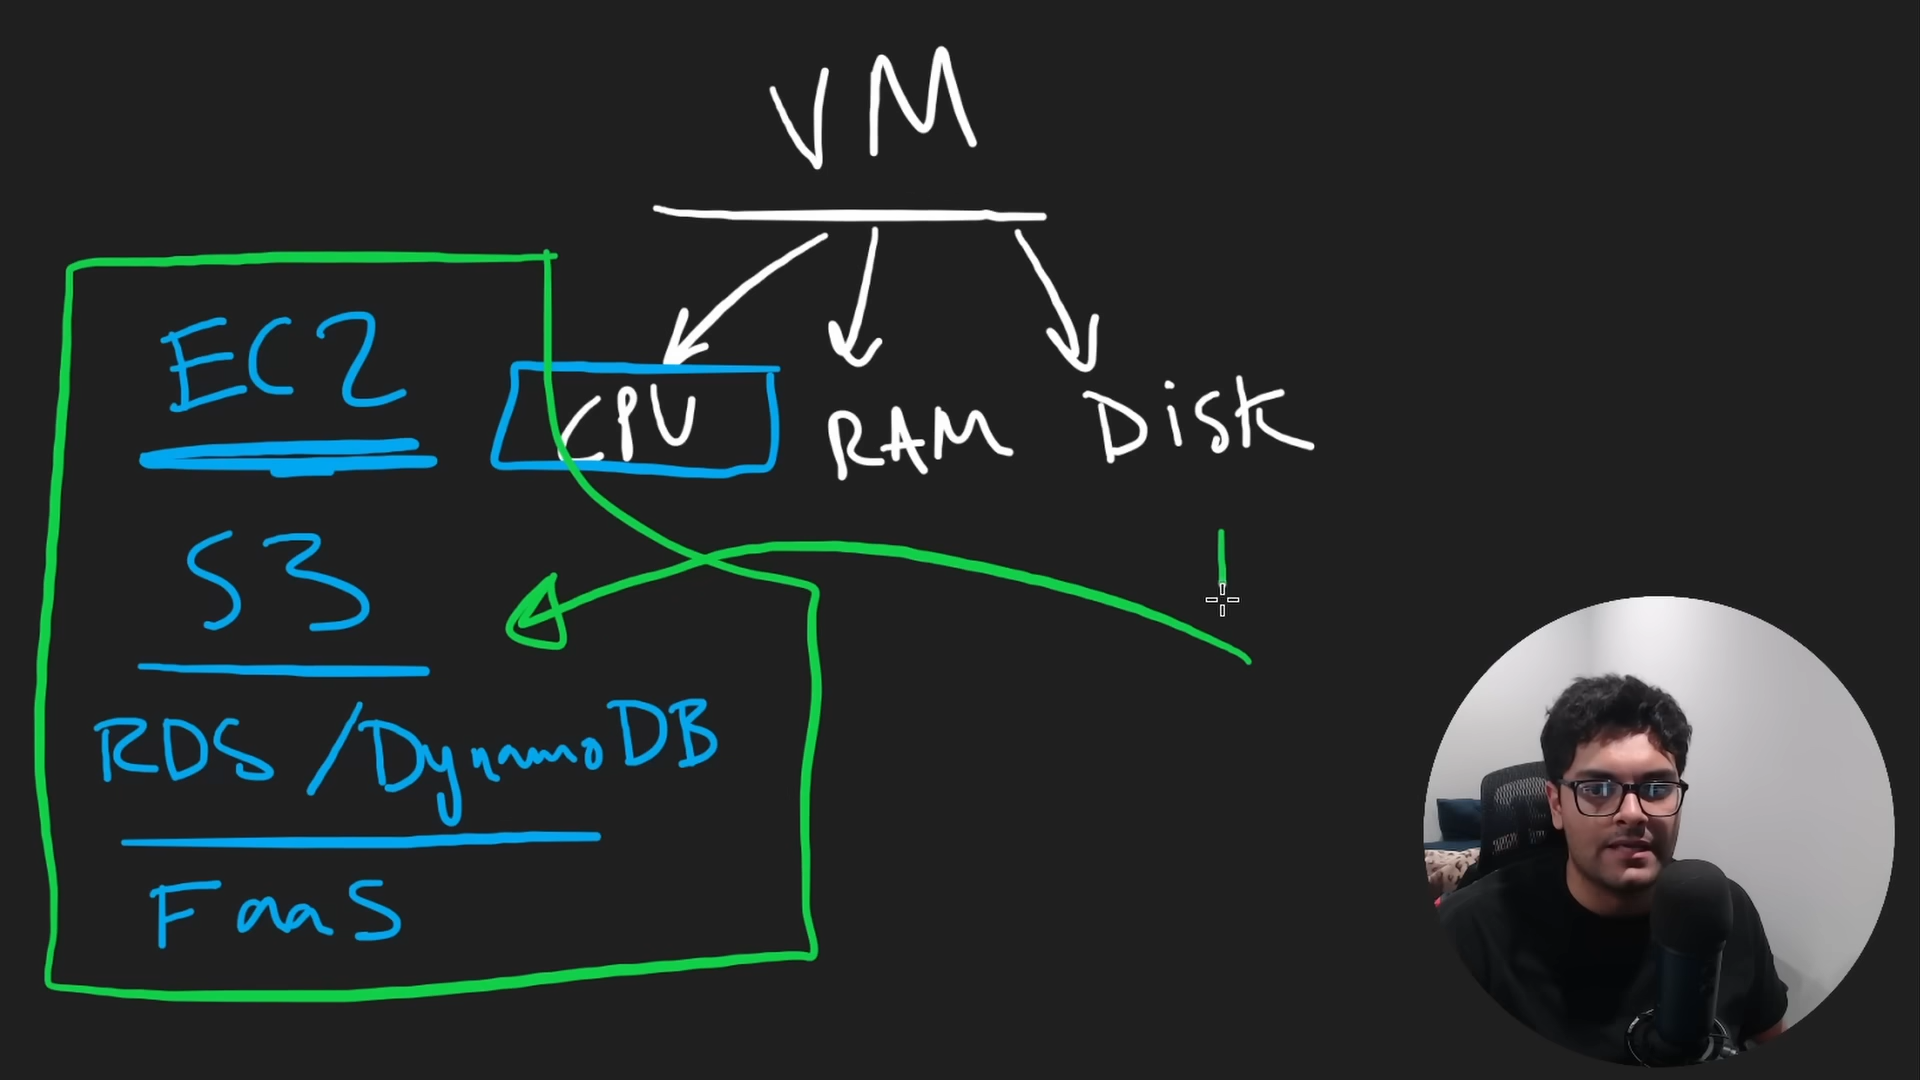 VM
CPU RAM Disk
EC2
S3
RDS / DynamoDB
FaaS